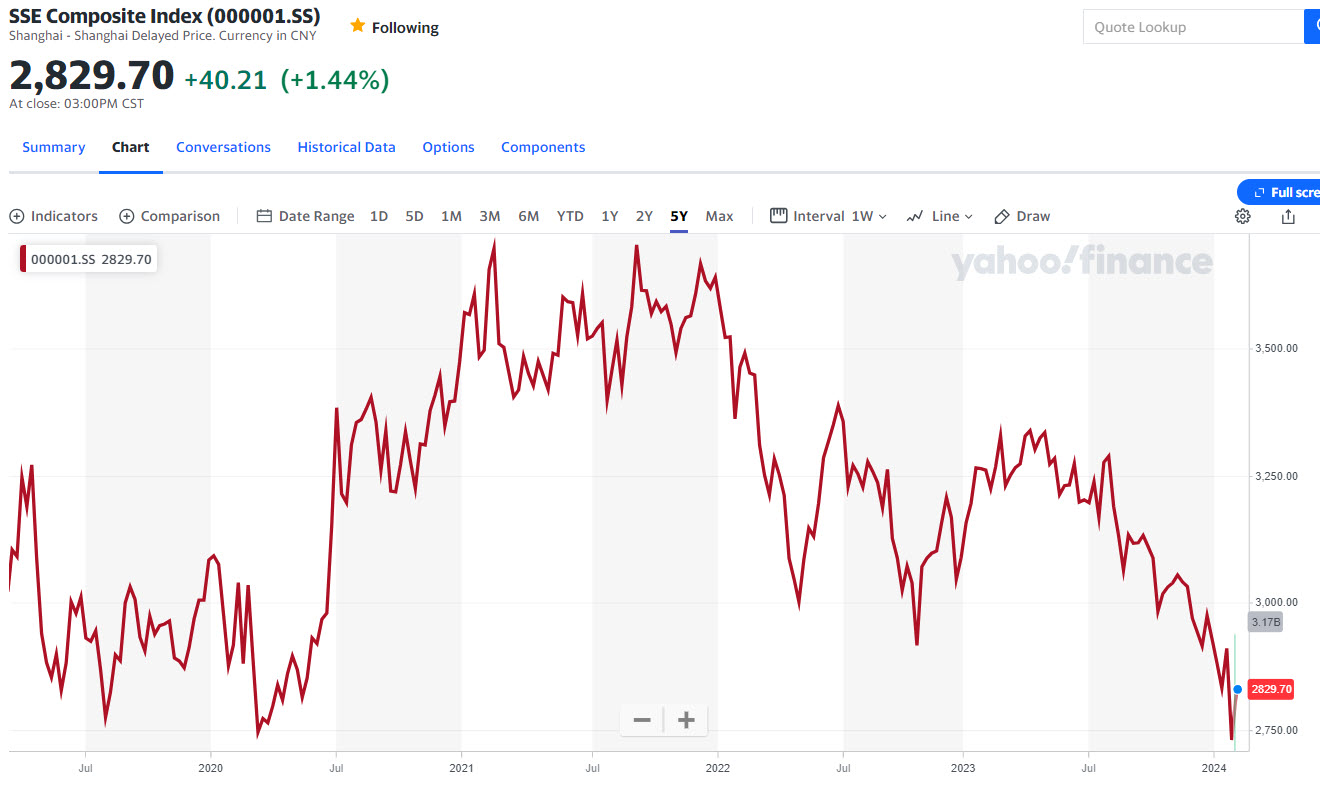 SSE Composite Index (000001.SS)
Shanghai - Shanghai Delayed Price. Currency in CNY
Following
Quote Lookup
2,829.70 +40.21 (+1.44%)
At close: 03:00PM CST
Summary Chart Conversations Historical Data Options Components
Full scre
Indicators Comparison Date Range 1D 5D 1M 3M 6M YTD 1Y 2Y 5Y Max Interval 1W Line Draw
000001.SS 2829.70
yahoo!finance
3,500.00
3,250.00
3,000.00
3.17B
2829.70
2,750.00
Jul 2020 Jul 2021 Jul 2022 Jul 2023 Jul 2024